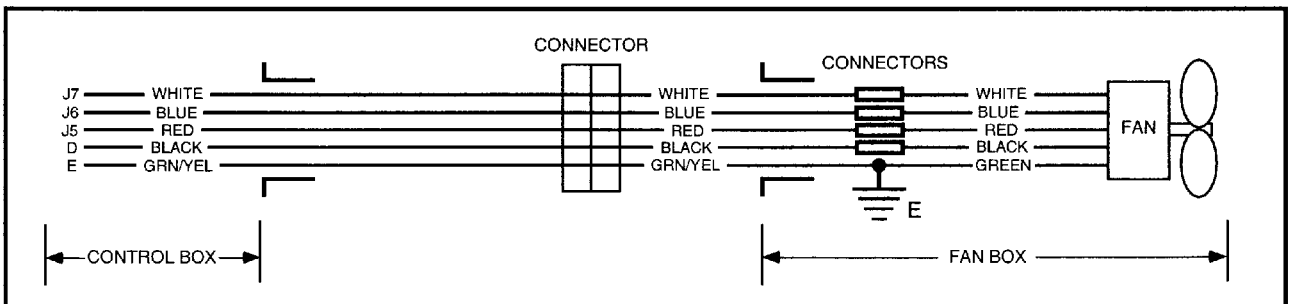 CONNECTOR
CONNECTORS
J7 WHITE WHITE WHITE
J6 BLUE BLUE BLUE
J5 RED RED RED
D BLACK BLACK BLACK
E GRN/YEL GRN/YEL GREEN
FAN
E
CONTROL BOX FAN BOX